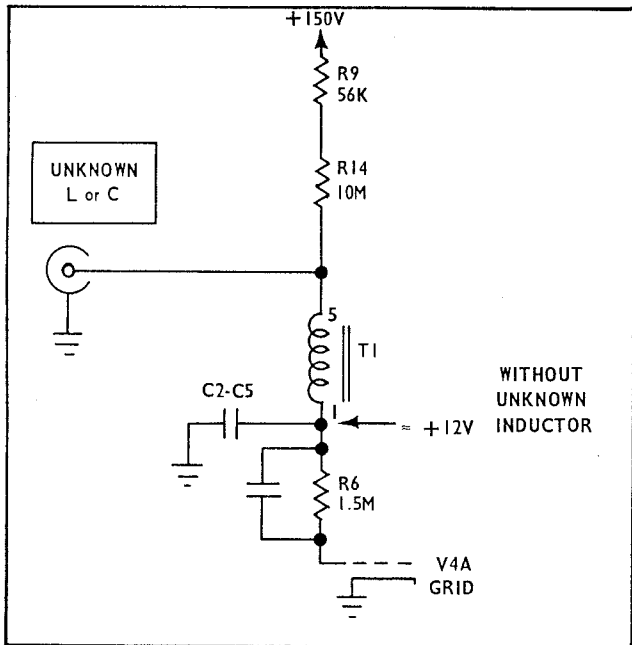 +150V
R9
56K
UNKNOWN
L or C
R14
10M
5
T1
C2-C5
1
≈ +12V
WITHOUT
UNKNOWN
INDUCTOR
R6
1.5M
V4A
GRID